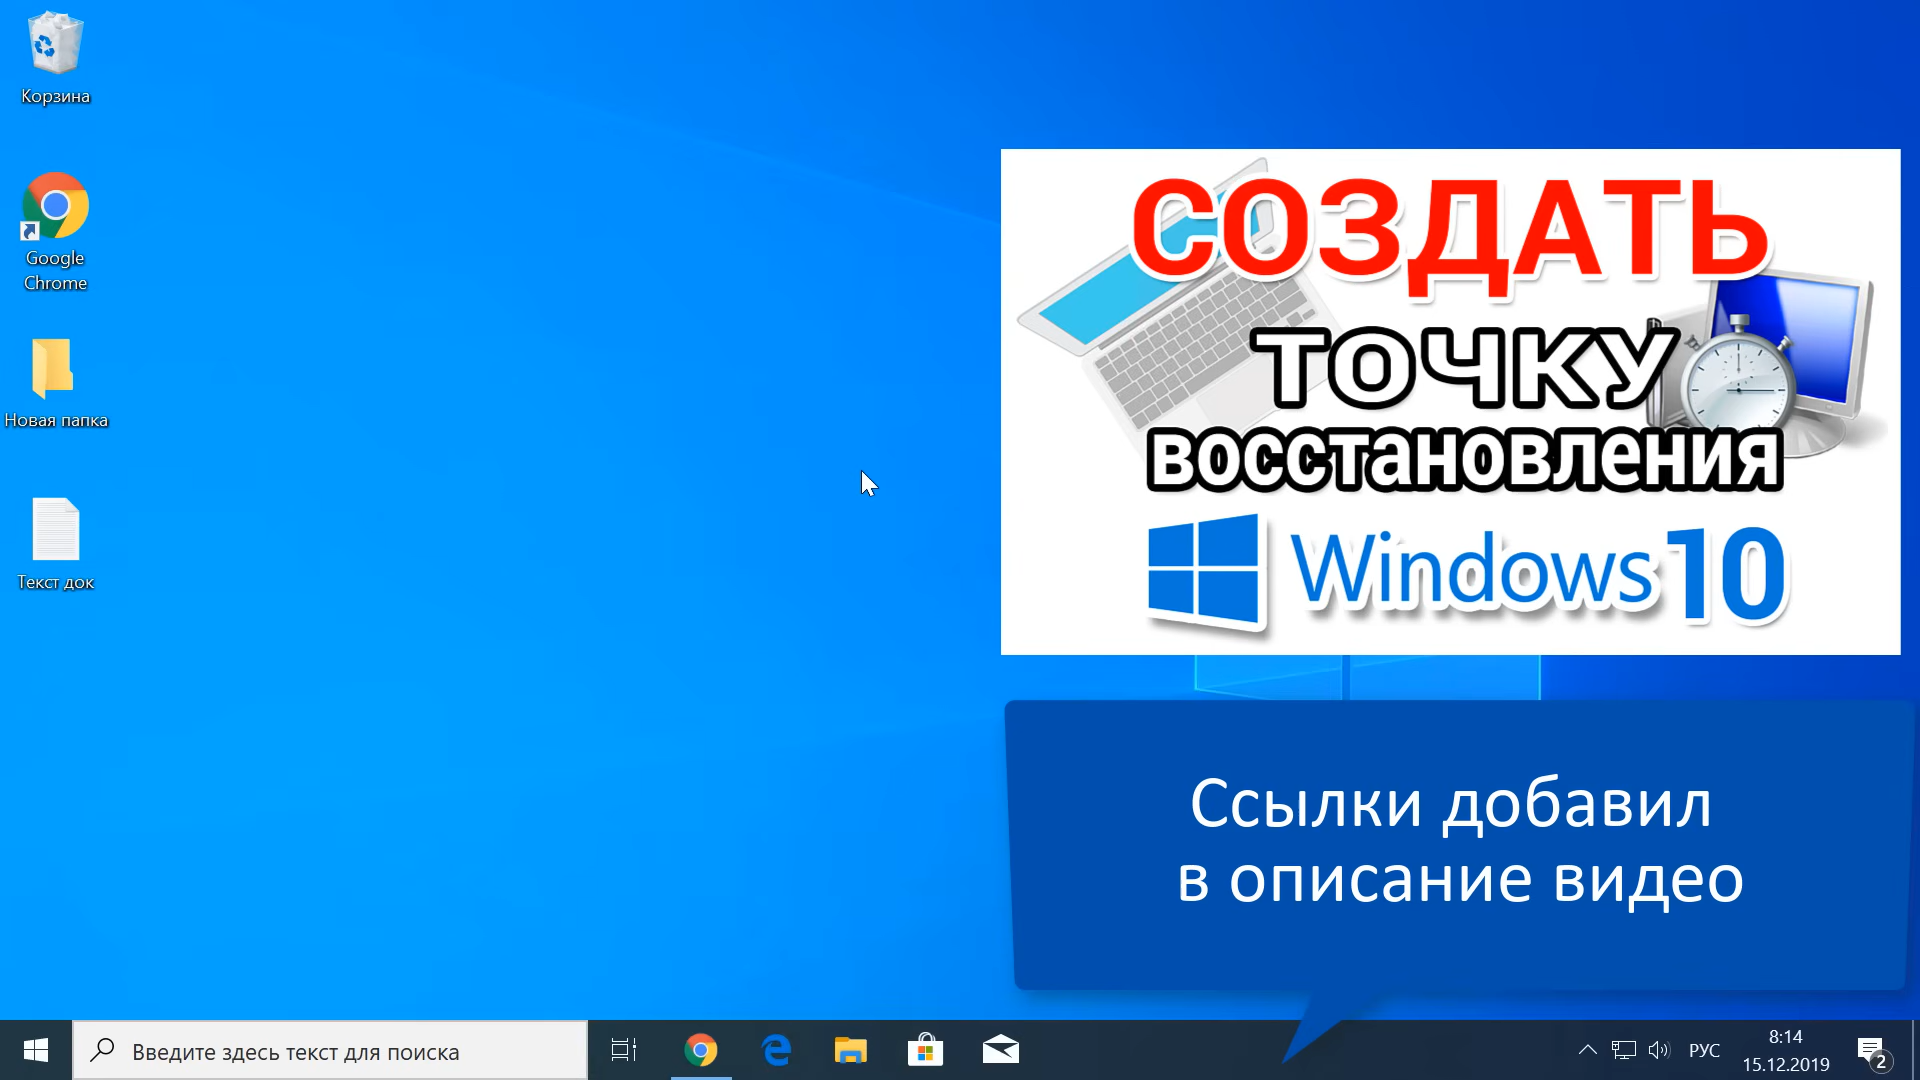 Корзина
Google
Chrome
Новая папка
Текст док
СОЗДАТЬ
ТОЧКУ
восстановления
Windows 10
Ссылки добавил
в описание видео
Введите здесь текст для поиска
РУС
8:14
15.12.2019
2